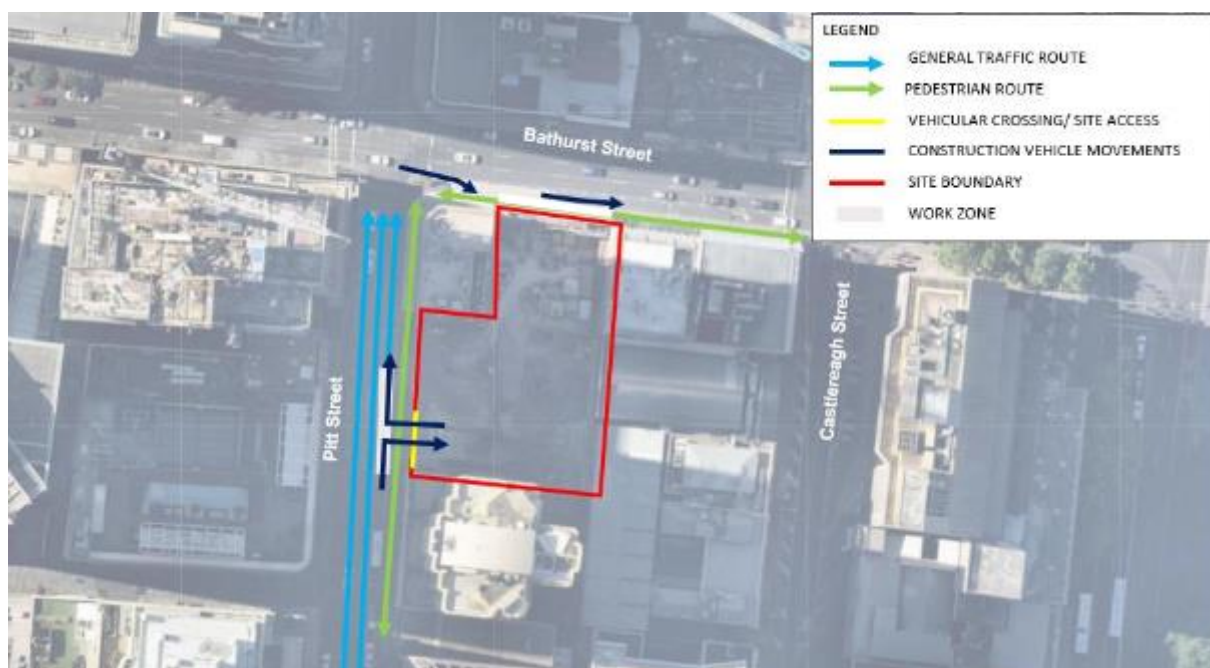 LEGEND
GENERAL TRAFFIC ROUTE
PEDESTRIAN ROUTE
VEHICULAR CROSSING/ SITE ACCESS
CONSTRUCTION VEHICLE MOVEMENTS
SITE BOUNDARY
WORK ZONE
Bathurst Street
Pitt Street
Castlereagh Street